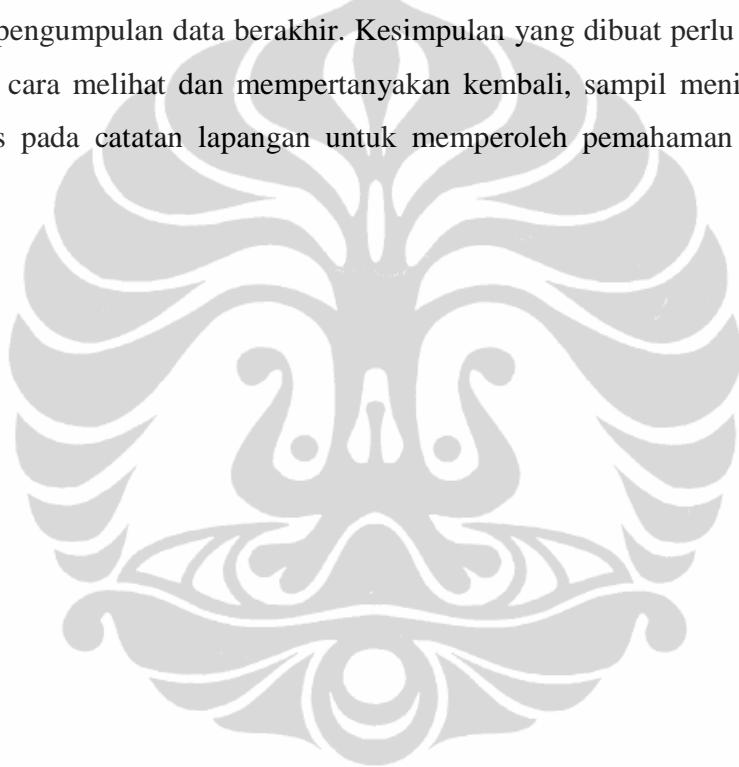 pengumpulan data berakhir. Kesimpulan yang dibuat perlu
cara melihat dan mempertanyakan kembali, sampil meni
s pada catatan lapangan untuk memperoleh pemahaman